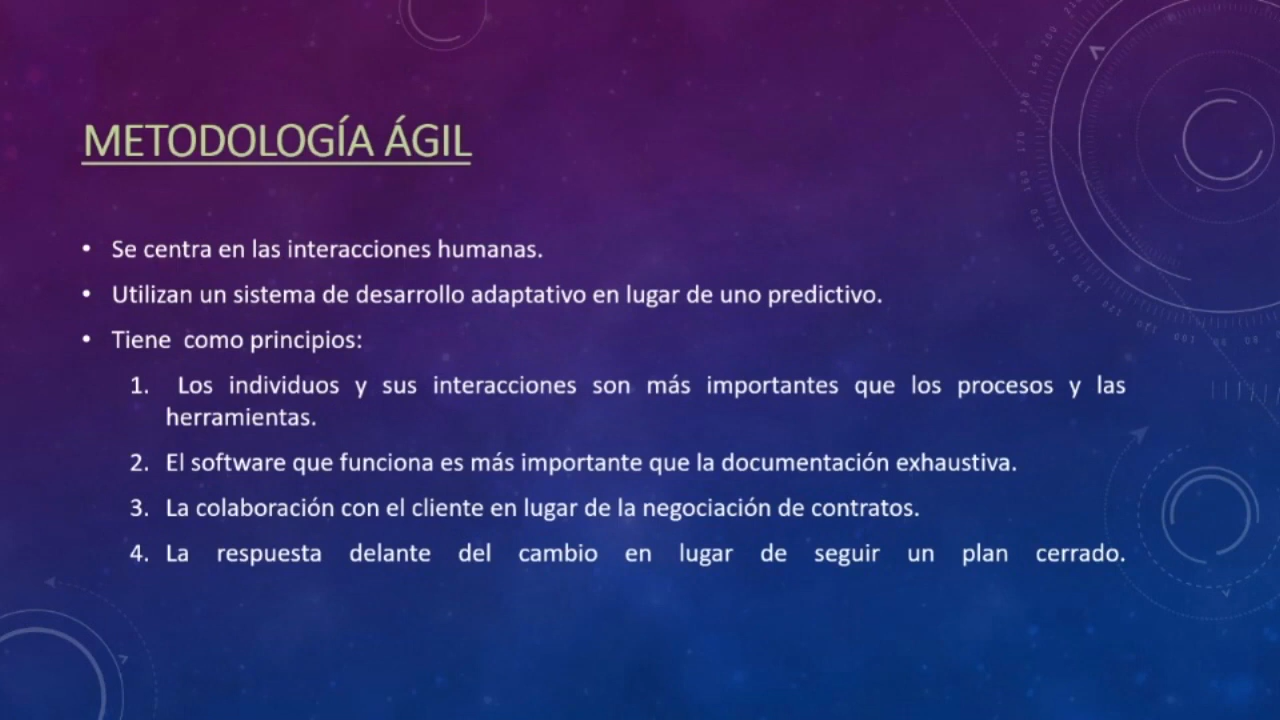 METODOLOGÍA ÁGIL
• Se centra en las interacciones humanas.
• Utilizan un sistema de desarrollo adaptativo en lugar de uno predictivo.
• Tiene como principios:
1. Los individuos y sus interacciones son más importantes que los procesos y las
herramientas.
2. El software que funciona es más importante que la documentación exhaustiva.
3. La colaboración con el cliente en lugar de la negociación de contratos.
4. La respuesta delante del cambio en lugar de seguir un plan cerrado.